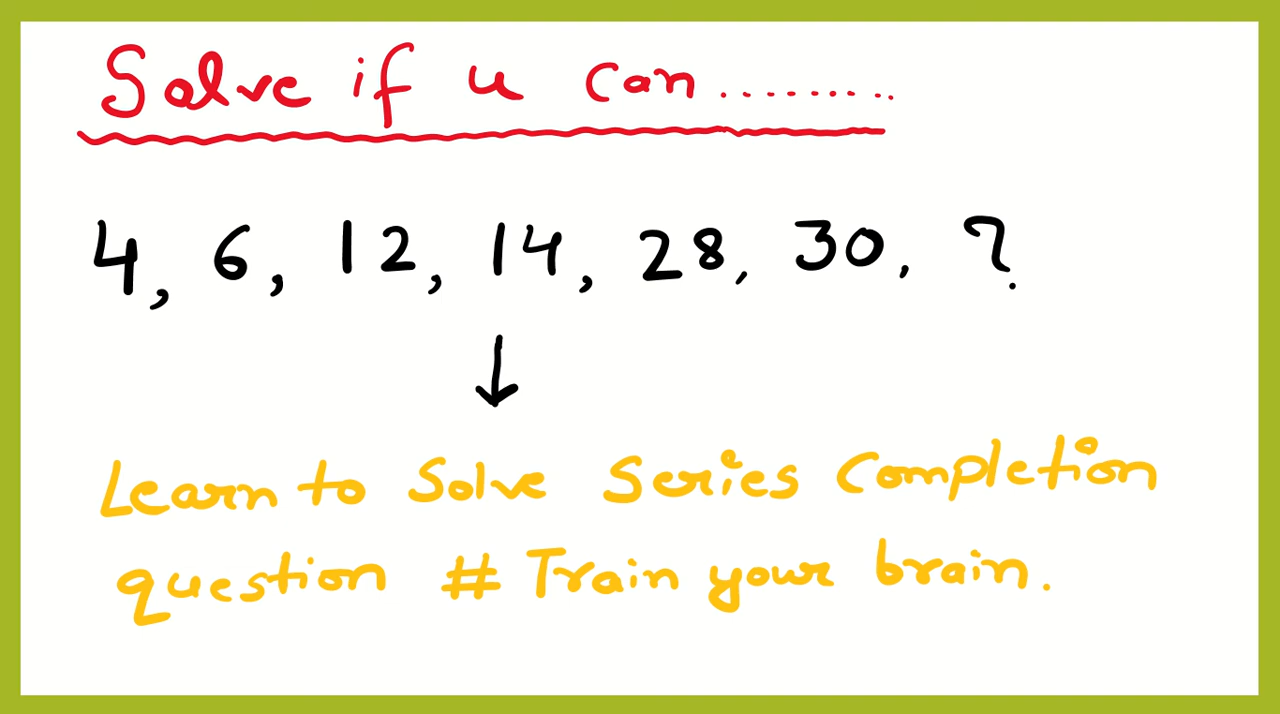 Solve if u can.........
4, 6, 12, 14, 28, 30, ?
Learn to Solve Series Completion
question # Train your brain.